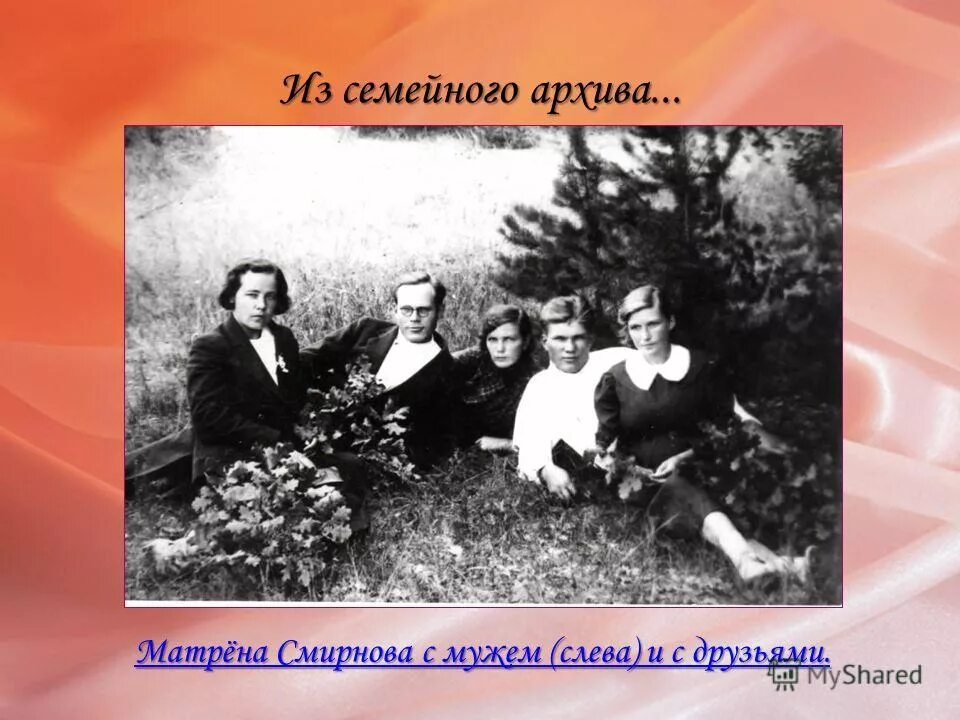 Из семейного архива...
Матрёна Смирнова с мужем (слева) и с друзьями.
MyShared